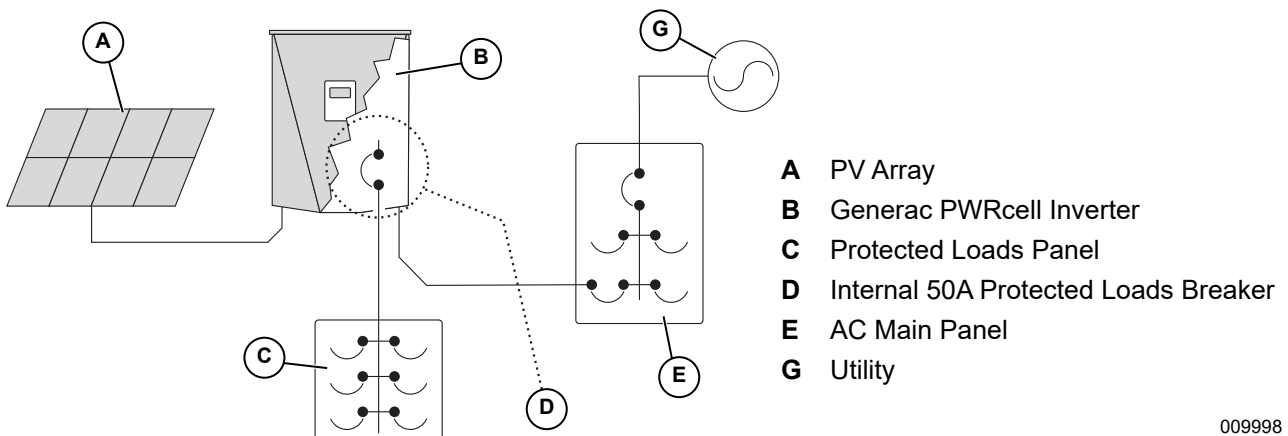 A
B
G
C
D
E
A PV Array
B Generac PWRcell Inverter
C Protected Loads Panel
D Internal 50A Protected Loads Breaker
E AC Main Panel
G Utility
009998